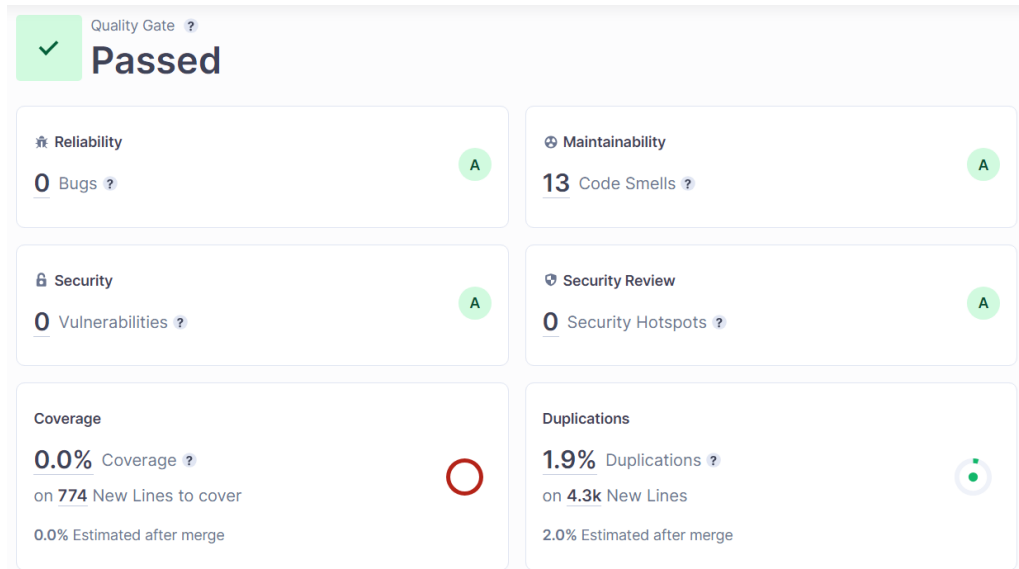 Quality Gate ?
Passed
Reliability
0 Bugs ?
A
Maintainability
13 Code Smells ?
A
Security
0 Vulnerabilities ?
A
Security Review
0 Security Hotspots ?
A
Coverage
0.0% Coverage ?
on 774 New Lines to cover
0.0% Estimated after merge
Duplications
1.9% Duplications ?
on 4.3k New Lines
2.0% Estimated after merge